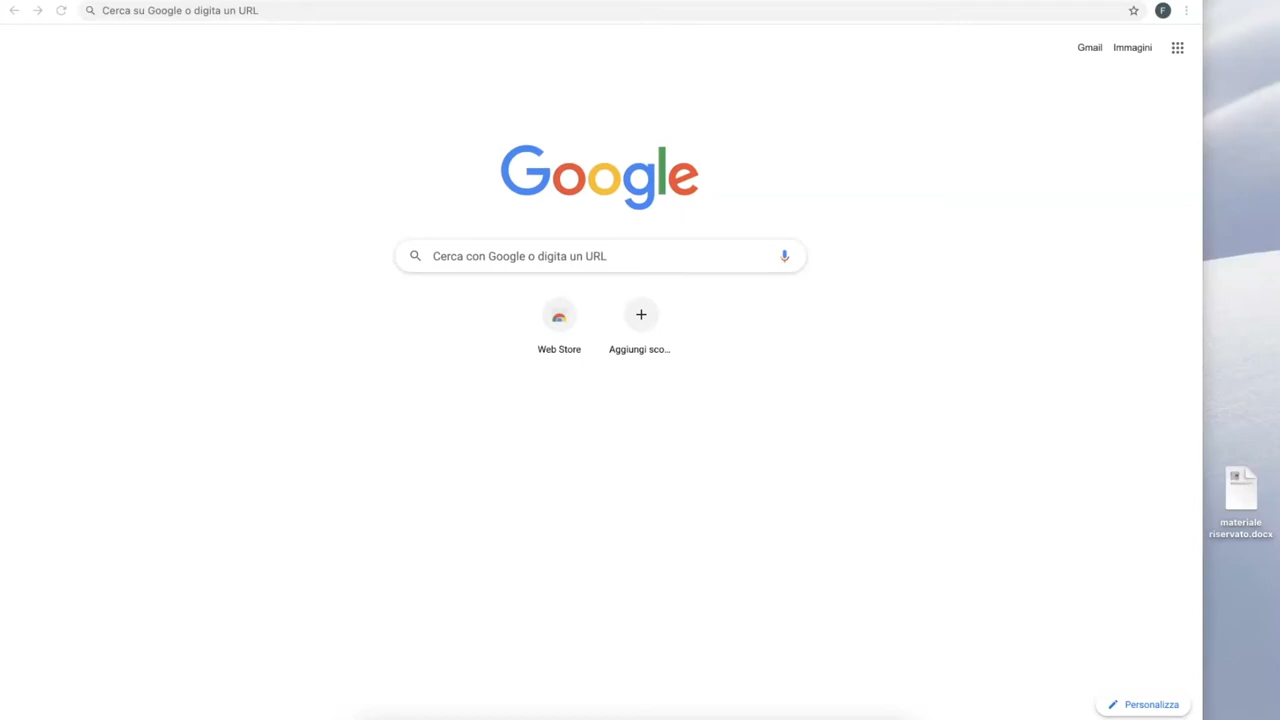 Cerca su Google o digita un URL
F
Gmail Immagini
Google
Cerca con Google o digita un URL
Web Store
Aggiungi sco...
materiale
riservato.docx
Personalizza